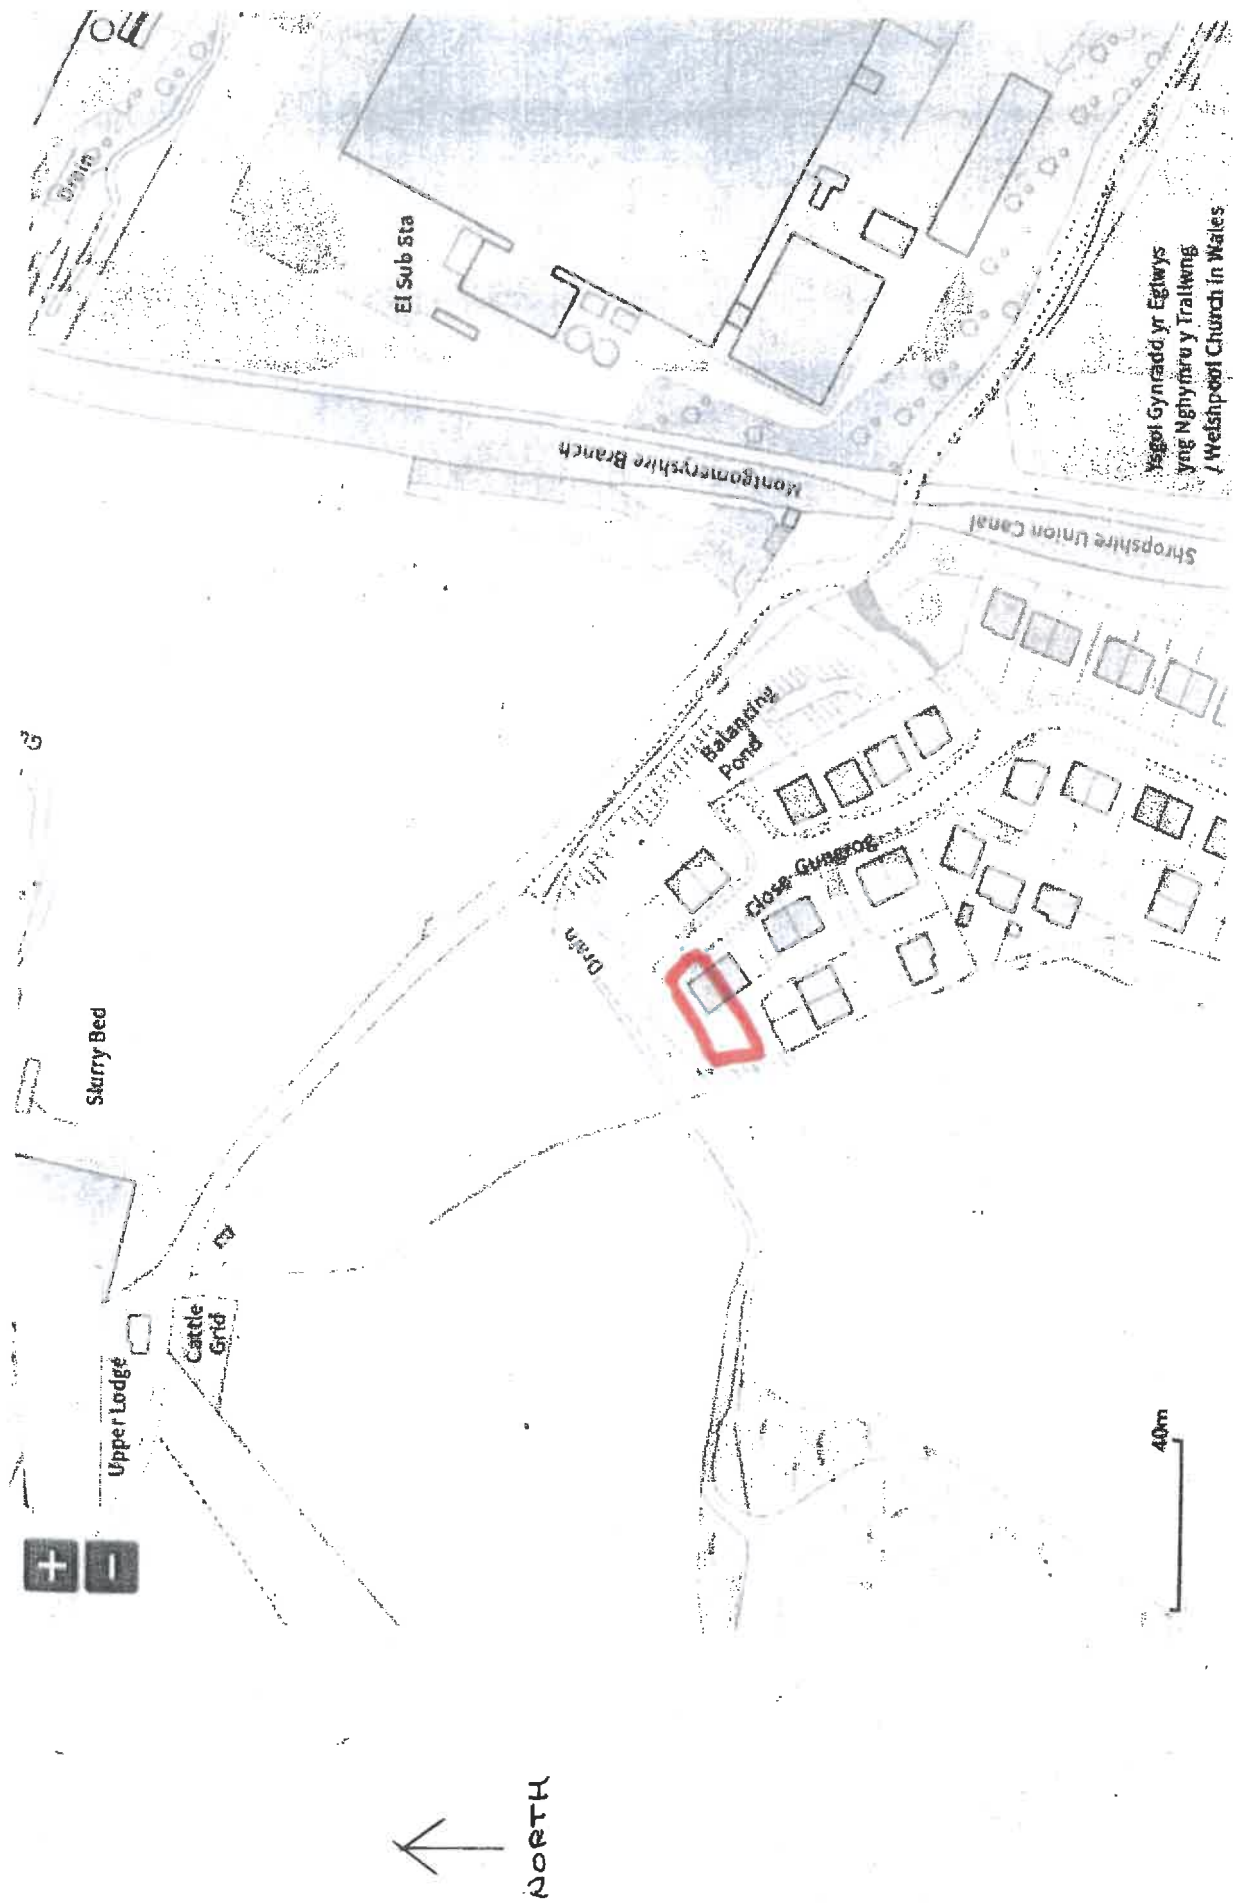 Drain
El Sub Sta
Montgomeryshire Branch
Shropshire Union Canal
Ysgol Gynradd yr Eglwys
yng Nghymru y Trallwng
/ Welshpool Church in Wales
Balancing
Pond
Close Gungrog
Drain
Slurry Bed
Cattle
Grid
Upper Lodge
+
−
40m
NORTH